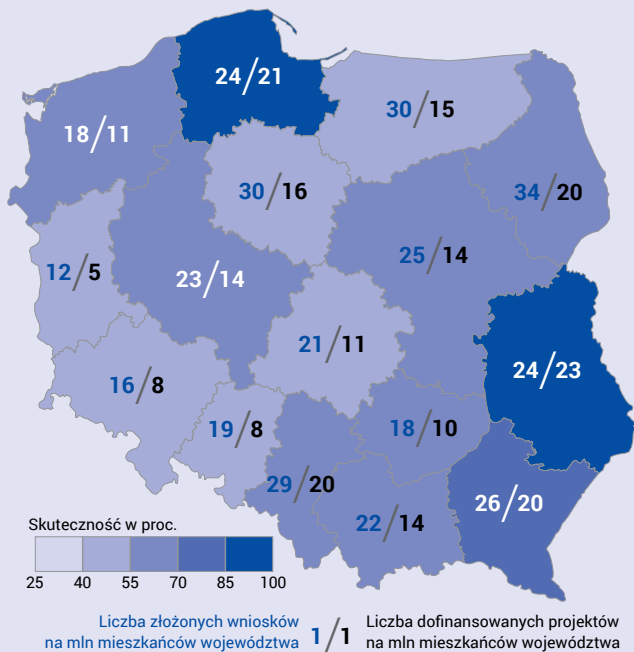 24/21
30/15
18/11
30/16
34/20
25/14
12/5
23/14
21/11
24/23
16/8
19/8
18/10
29/20
26/20
22/14
Skuteczność w proc.
25 40 55 70 85 100
Liczba złożonych wniosków
na mln mieszkańców województwa
1/1
Liczba dofinansowanych projektów
na mln mieszkańców województwa